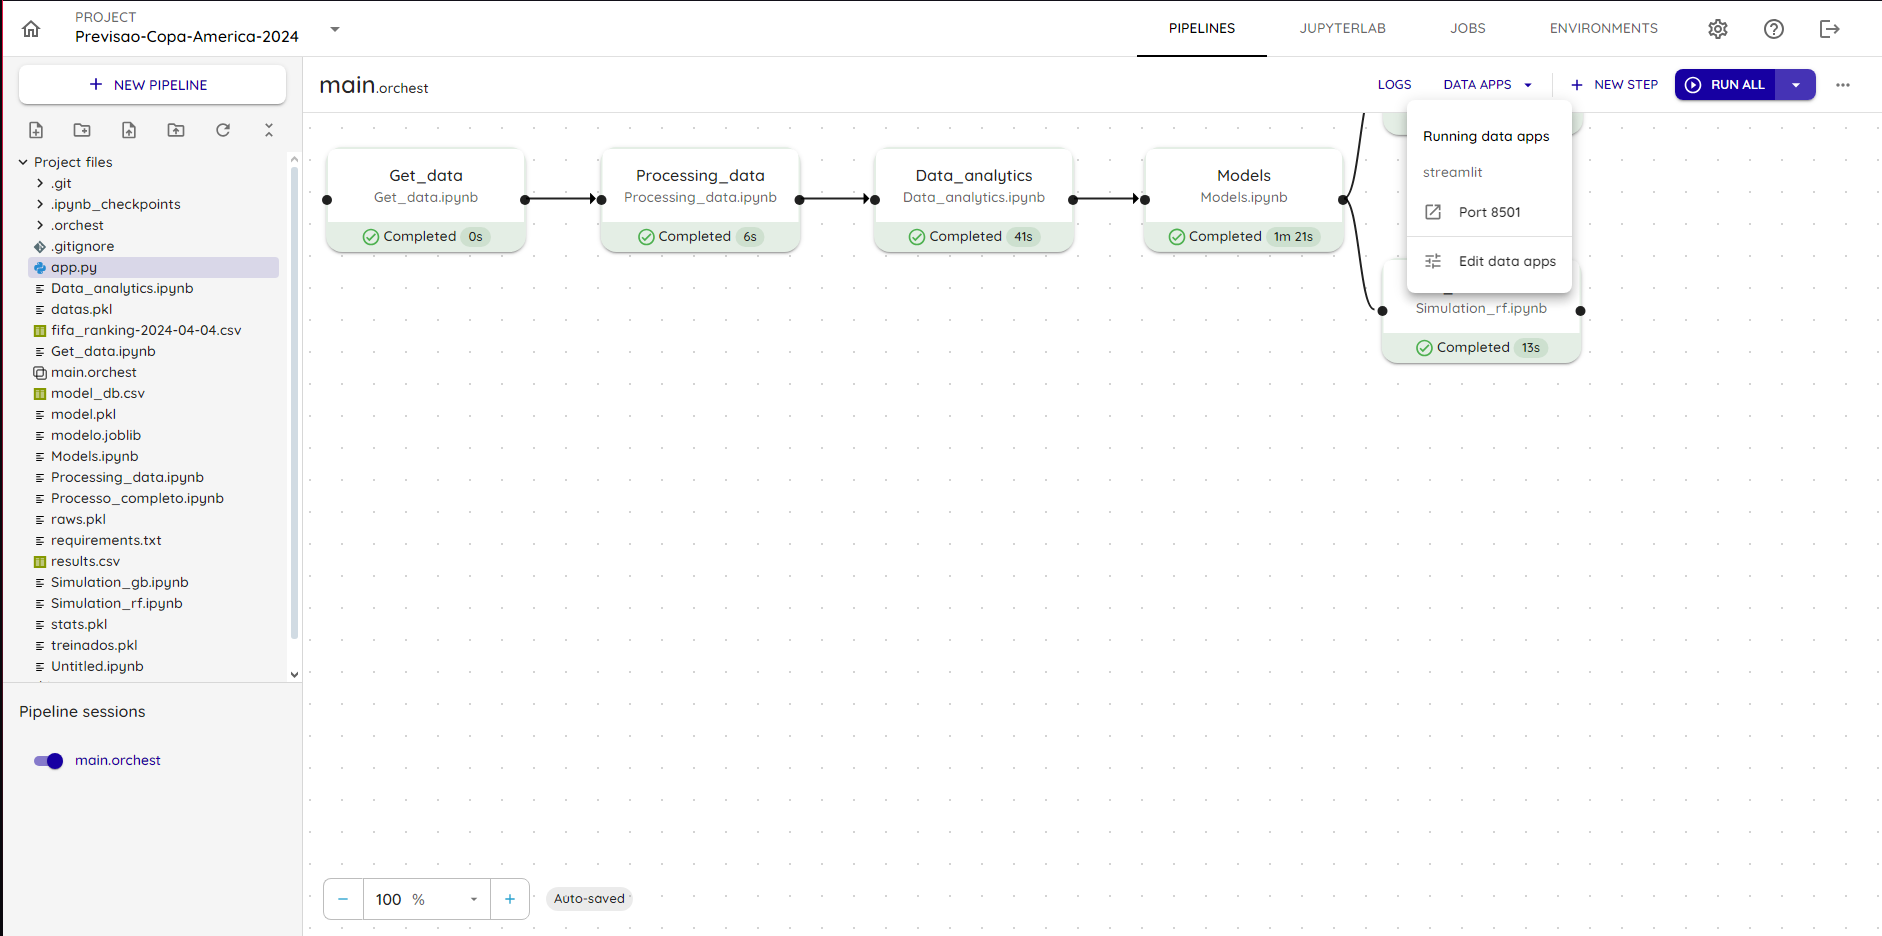 PROJECT
Previsao-Copa-America-2024
PIPELINES
JUPYTERLAB
JOBS
ENVIRONMENTS
NEW PIPELINE
main.orchest
LOGS
DATA APPS
NEW STEP
RUN ALL
Project files
.git
.ipynb_checkpoints
.orchest
.gitignore
app.py
Data_analytics.ipynb
datas.pkl
fifa_ranking-2024-04-04.csv
Get_data.ipynb
main.orchest
model_db.csv
model.pkl
modelo.joblib
Models.ipynb
Processing_data.ipynb
Processo_completo.ipynb
raws.pkl
requirements.txt
results.csv
Simulation_gb.ipynb
Simulation_rf.ipynb
stats.pkl
treinados.pkl
Untitled.ipynb
Pipeline sessions
main.orchest
Get_data
Get_data.ipynb
Completed 0s
Processing_data
Processing_data.ipynb
Completed 6s
Data_analytics
Data_analytics.ipynb
Completed 41s
Models
Models.ipynb
Completed 1m 21s
Running data apps
streamlit
Port 8501
Edit data apps
Simulation_rf.ipynb
Completed 13s
100 %
Auto-saved